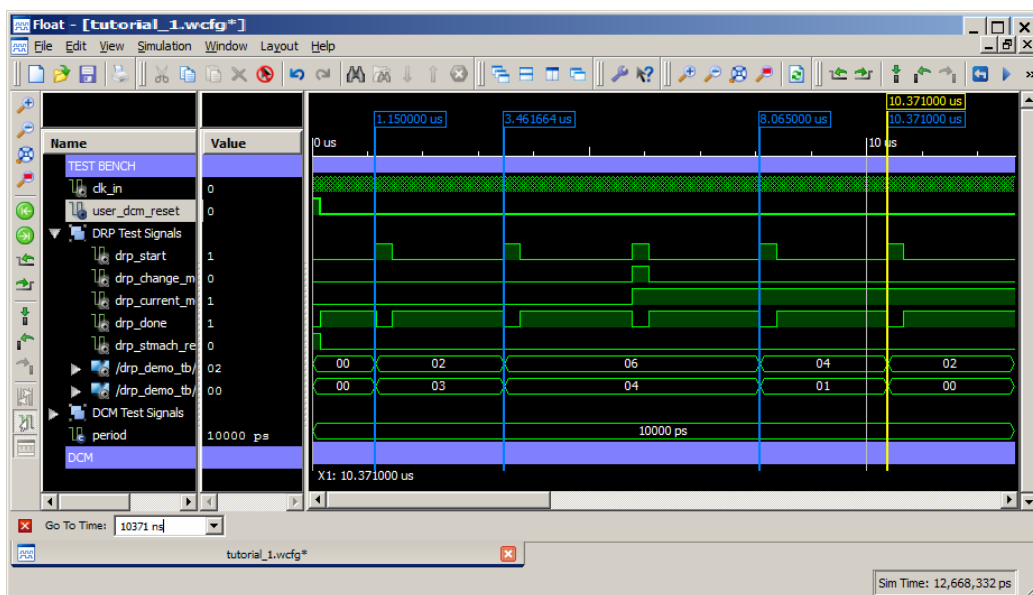 Float - [tutorial_1.wcfg*]
File Edit View Simulation Window Layout Help
10.371000 us
1.150000 us 3.461664 us 8.065000 us 10.371000 us
Name Value 0 us 10 us
TEST BENCH
clk_in 0
user_dcm_reset 0
DRP Test Signals
drp_start 1
drp_change_m 0
drp_current_m 1
drp_done 1
drp_stmach_re 0
/drp_demo_tb/ 02 00 02 06 04 02
/drp_demo_tb/ 00 00 03 04 01 00
DCM Test Signals
period 10000 ps 10000 ps
DCM
X1: 10.371000 us
Go To Time: 10371 ns
tutorial_1.wcfg*
Sim Time: 12,668,332 ps